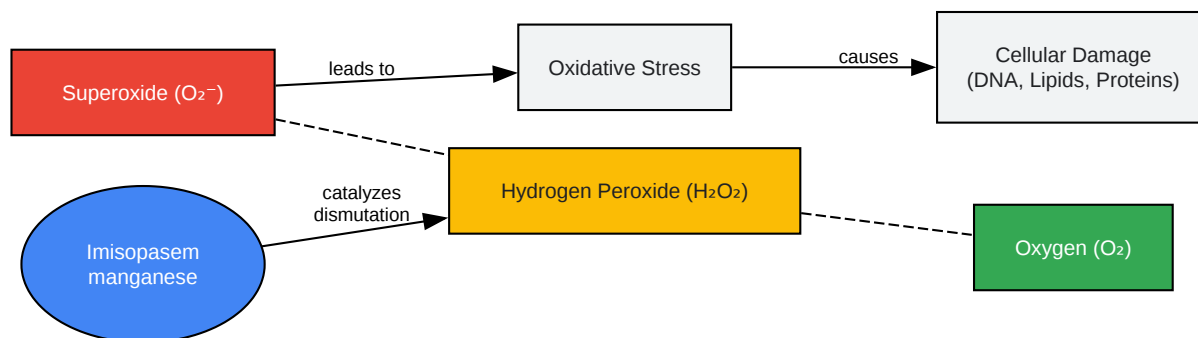 Superoxide (O₂⁻)
leads to
Oxidative Stress
causes
Cellular Damage
(DNA, Lipids, Proteins)
Imisopasem
manganese
catalyzes
dismutation
Hydrogen Peroxide (H₂O₂)
Oxygen (O₂)